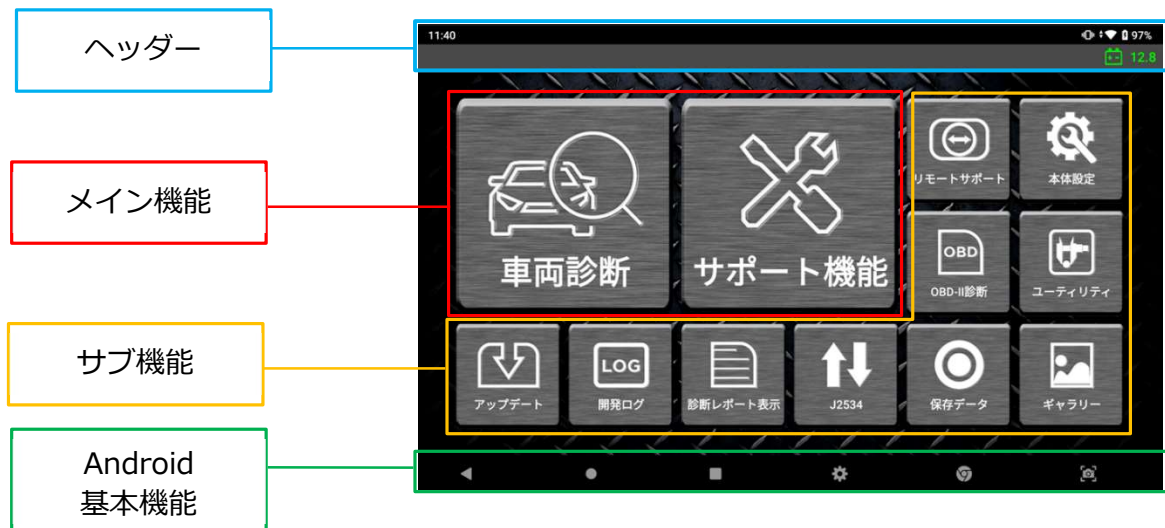 ヘッダー
11:40
97%
12.8
メイン機能
車両診断
サポート機能
リモートサポート
本体設定
OBD
OBD-II診断
ユーティリティ
サブ機能
アップデート
LOG
開発ログ
診断レポート表示
J2534
保存データ
ギャラリー
Android
基本機能